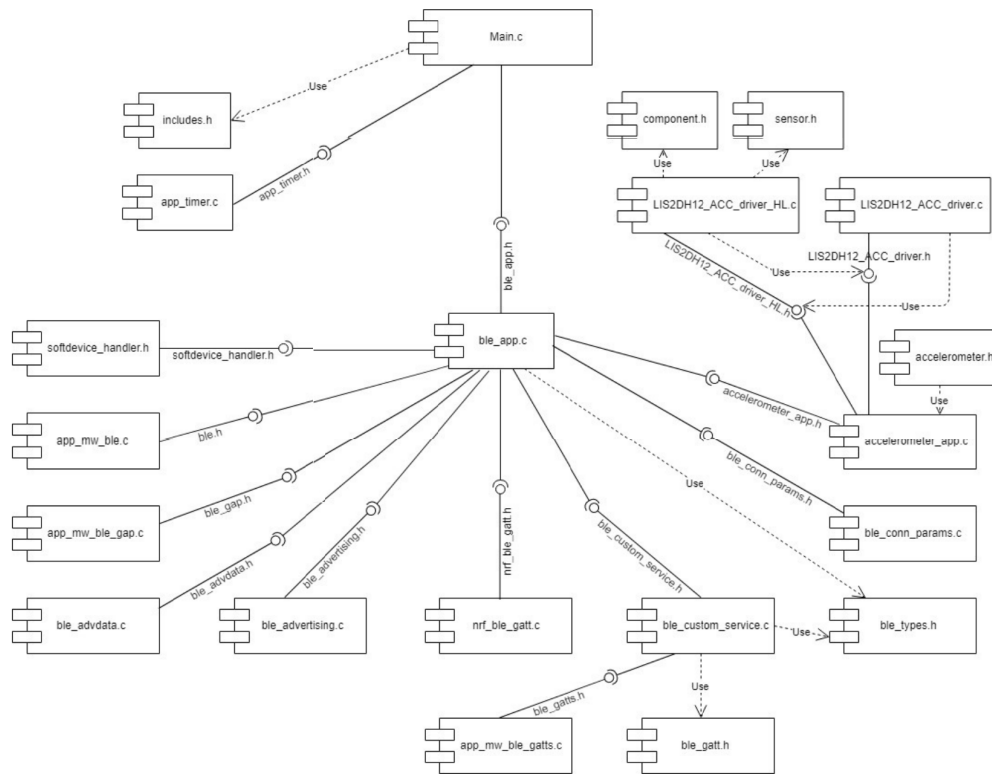 Main.c
Use
includes.h
component.h
sensor.h
app_timer.h
Use
Use
app_timer.c
LIS2DH12_ACC_driver_HL.c
LIS2DH12_ACC_driver.c
ble_app.h
LIS2DH12_ACC_driver_HL.h
LIS2DH12_ACC_driver.h
Use
Use
softdevice_handler.h
softdevice_handler.h
ble_app.c
accelerometer.h
accelerometer_app.h
Use
app_mw_ble.c
ble.h
accelerometer_app.c
ble_conn_params.h
Use
ble_gap.h
app_mw_ble_gap.c
nrf_ble_gatt.h
ble_custom_service.h
ble_conn_params.c
ble_advdata.h
ble_advertising.h
ble_advdata.c
ble_advertising.c
nrf_ble_gatt.c
ble_custom_service.c
Use
ble_types.h
ble_gatts.h
Use
app_mw_ble_gatts.c
ble_gatt.h